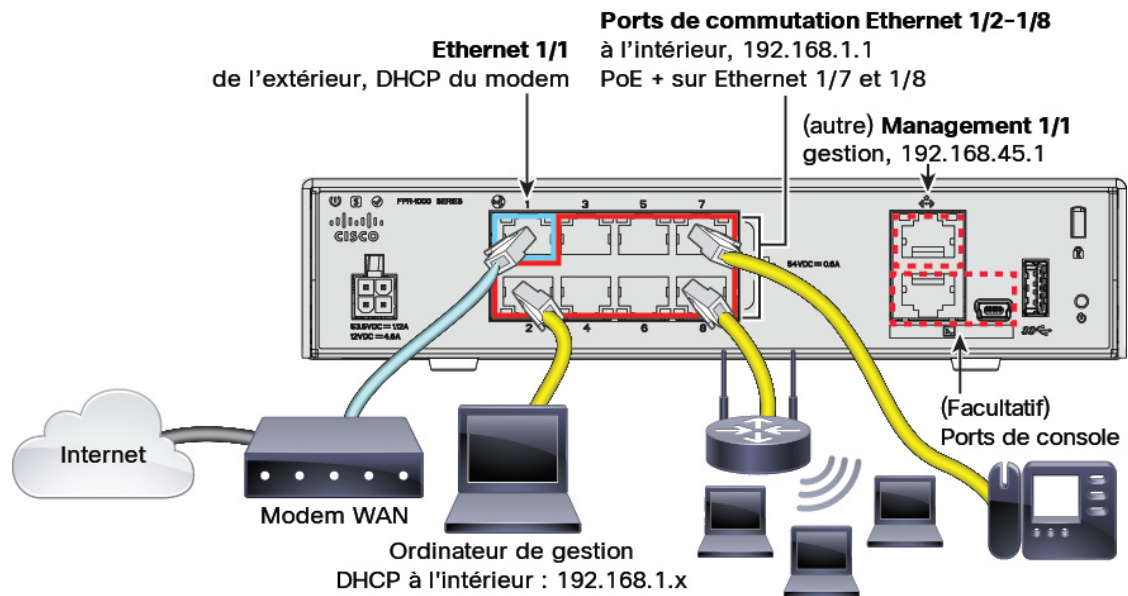 Ports de commutation Ethernet 1/2-1/8
à l'intérieur, 192.168.1.1
PoE + sur Ethernet 1/7 et 1/8
Ethernet 1/1
de l'extérieur, DHCP du modem
(autre) Management 1/1
gestion, 192.168.45.1
FPR-1000 SERIES
CISCO
1
3
5
7
54VDC⎓0.6A
53.5VDC⎓1.12A
12VDC⎓4.6A
2
4
6
8
(Facultatif)
Ports de console
Internet
Modem WAN
Ordinateur de gestion
DHCP à l'intérieur : 192.168.1.x